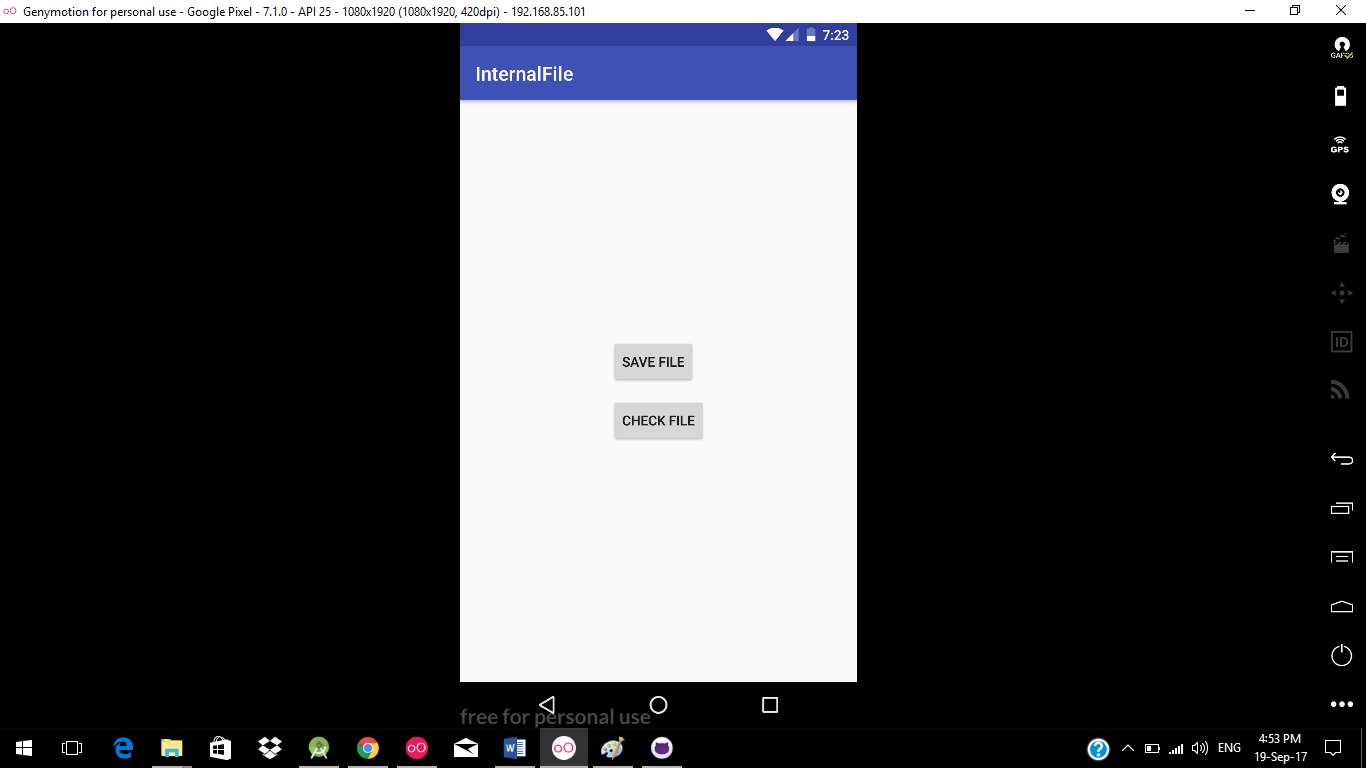 Genymotion for personal use - Google Pixel - 7.1.0 - API 25 - 1080x1920 (1080x1920, 420dpi) - 192.168.85.101
7:23
InternalFile
GPS
ID
SAVE FILE
CHECK FILE
free for personal use
ENG
4:53 PM
19-Sep-17